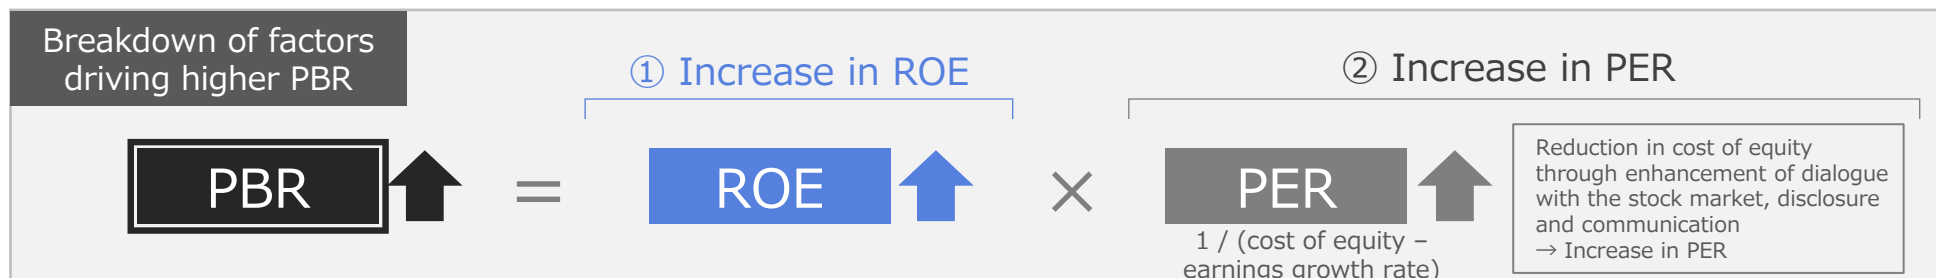 Breakdown of factors
driving higher PBR
① Increase in ROE
② Increase in PER
PBR
=
ROE
×
PER
1 / (cost of equity –
earnings growth rate)
Reduction in cost of equity
through enhancement of dialogue
with the stock market, disclosure
and communication
→ Increase in PER